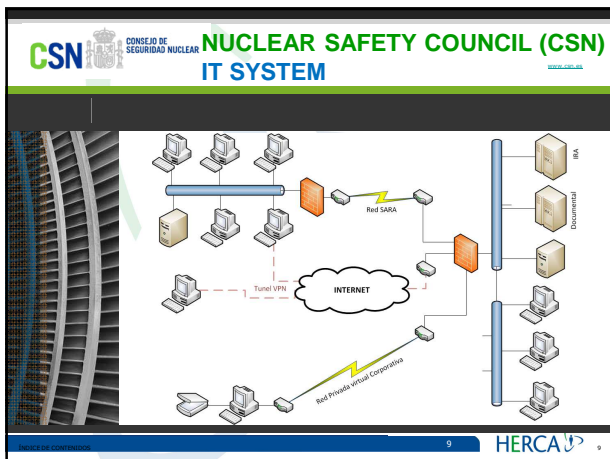 CSN
CONSEJO DE
SEGURIDAD NUCLEAR
NUCLEAR SAFETY COUNCIL (CSN)
IT SYSTEM
www.csn.es
IRA
Red SARA
Documental
Tunel VPN
INTERNET
Red Privada virtual Corporativa
ÍNDICE DE CONTENIDOS
9
HERCA
9